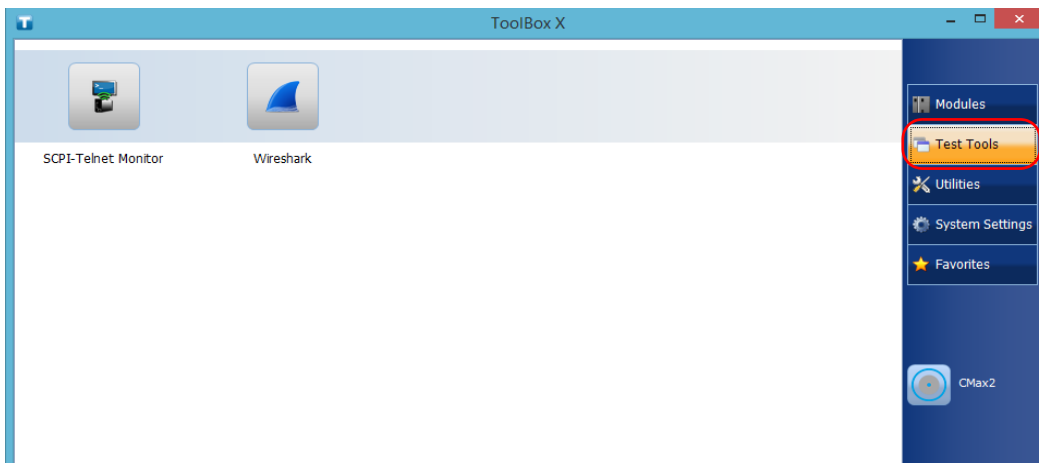 ToolBox X
SCPI-Telnet Monitor
Wireshark
Modules
Test Tools
Utilities
System Settings
Favorites
CMax2